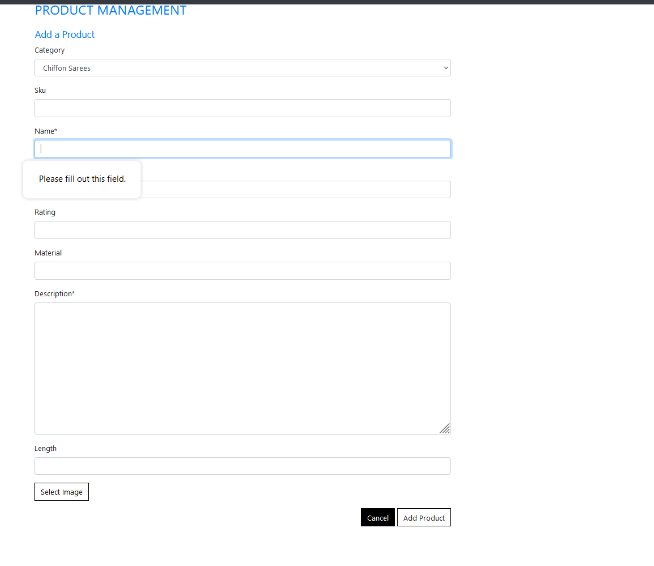 PRODUCT MANAGEMENT
Add a Product
Category
Chiffon Sarees
Sku
Name*
Please fill out this field.
Rating
Material
Description*
Length
Select Image
Cancel Add Product